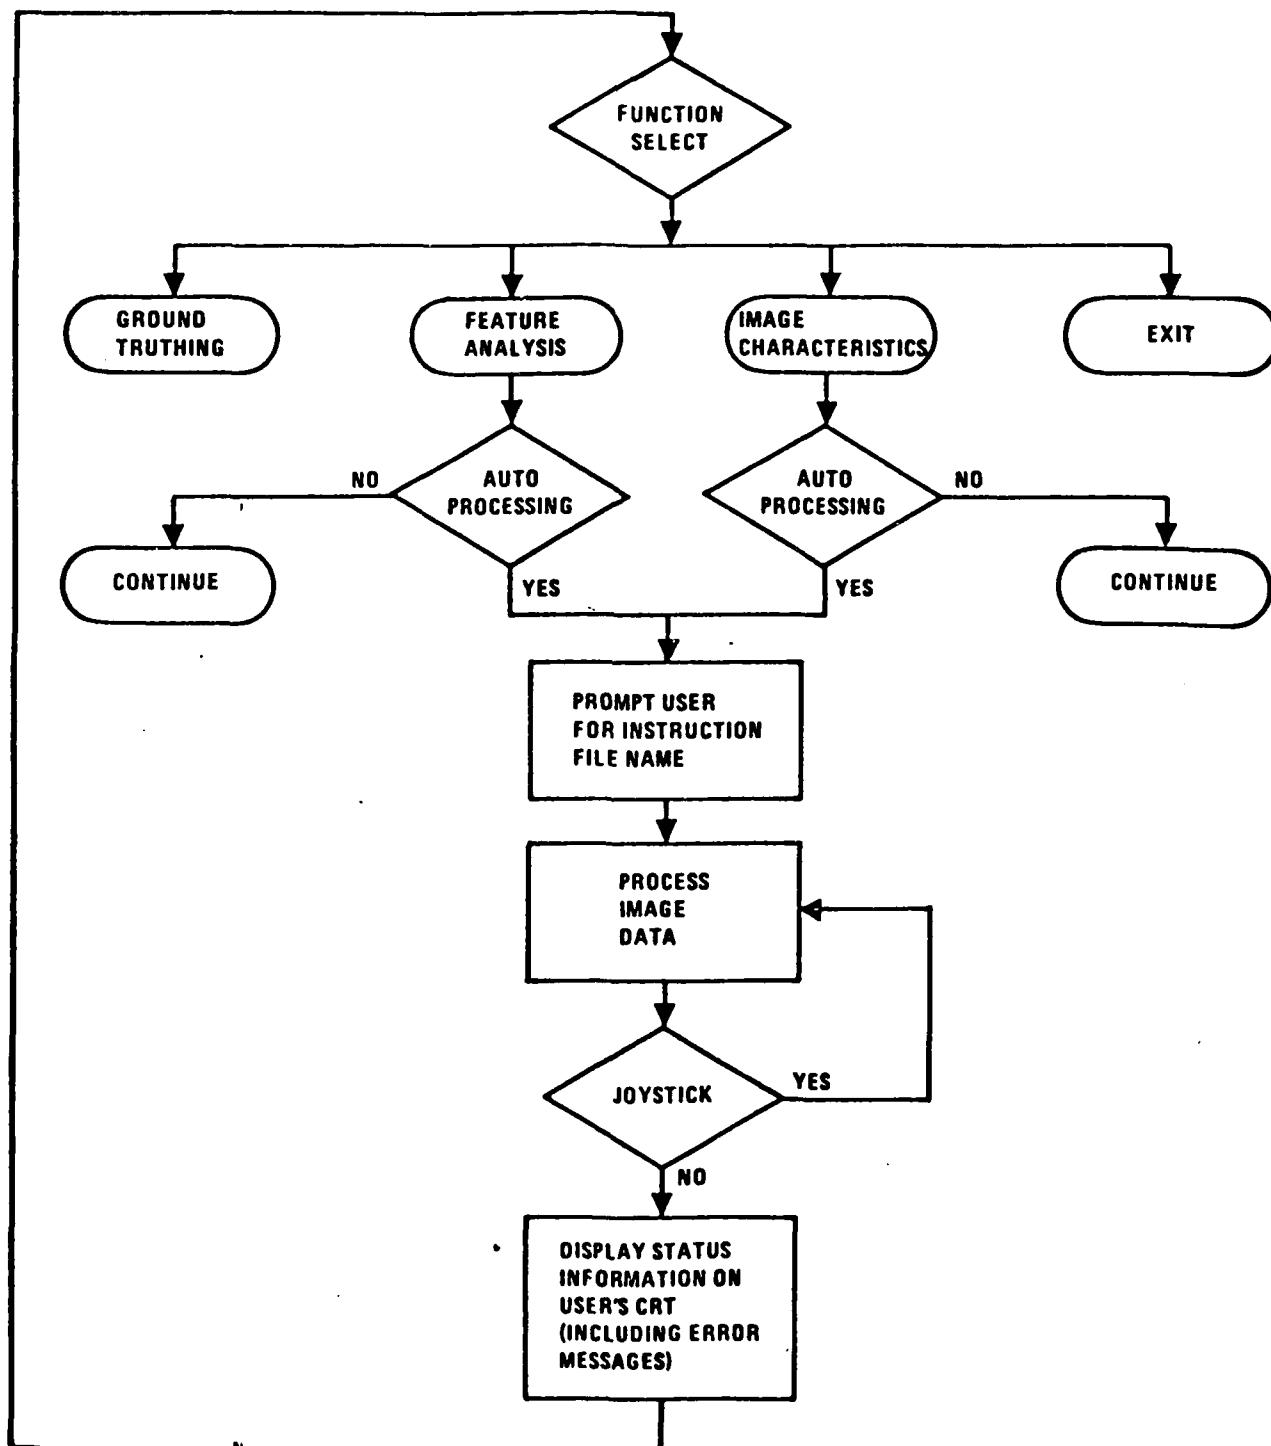 FUNCTION
SELECT
GROUND
TRUTHING
FEATURE
ANALYSIS
IMAGE
CHARACTERISTICS
EXIT
NO
AUTO
PROCESSING
AUTO
PROCESSING
NO
CONTINUE
YES
YES
CONTINUE
PROMPT USER
FOR INSTRUCTION
FILE NAME
PROCESS
IMAGE
DATA
JOYSTICK
YES
NO
DISPLAY STATUS
INFORMATION ON
USER'S CRT
(INCLUDING ERROR
MESSAGES)